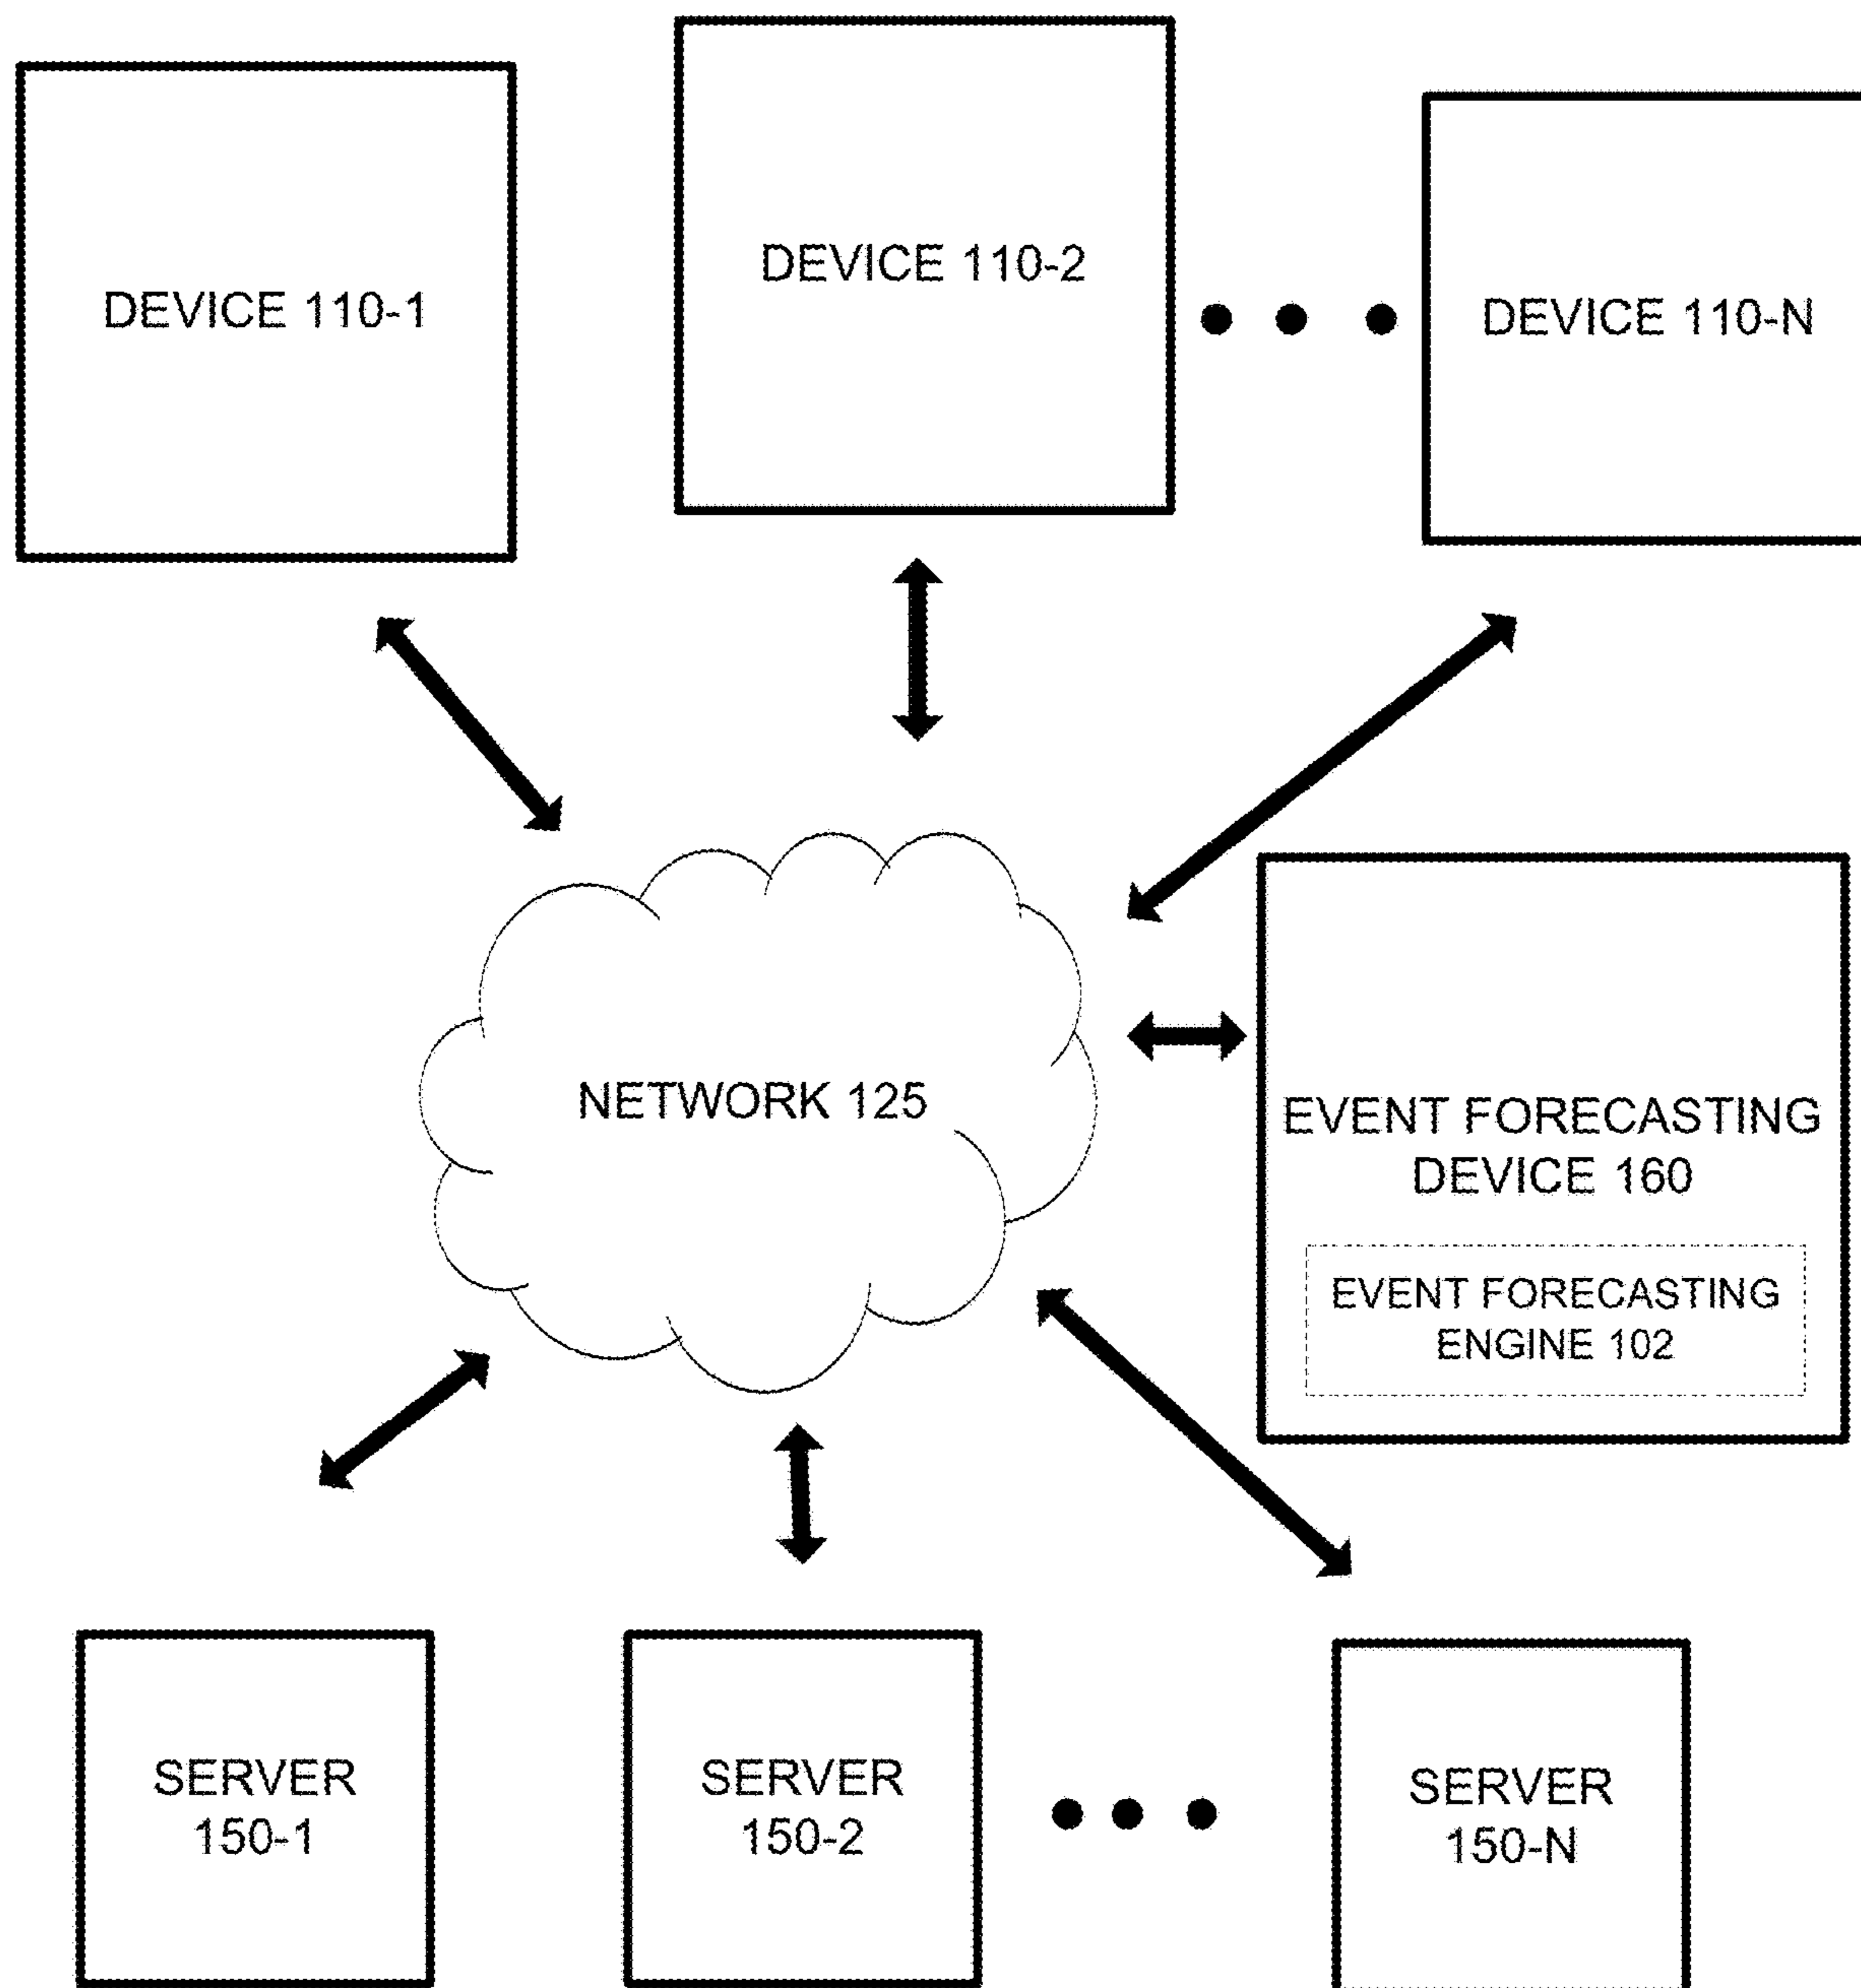 DEVICE 110-1
DEVICE 110-2
DEVICE 110-N
NETWORK 125
EVENT FORECASTING
DEVICE 160
EVENT FORECASTING
ENGINE 102
SERVER
150-1
SERVER
150-2
SERVER
150-N